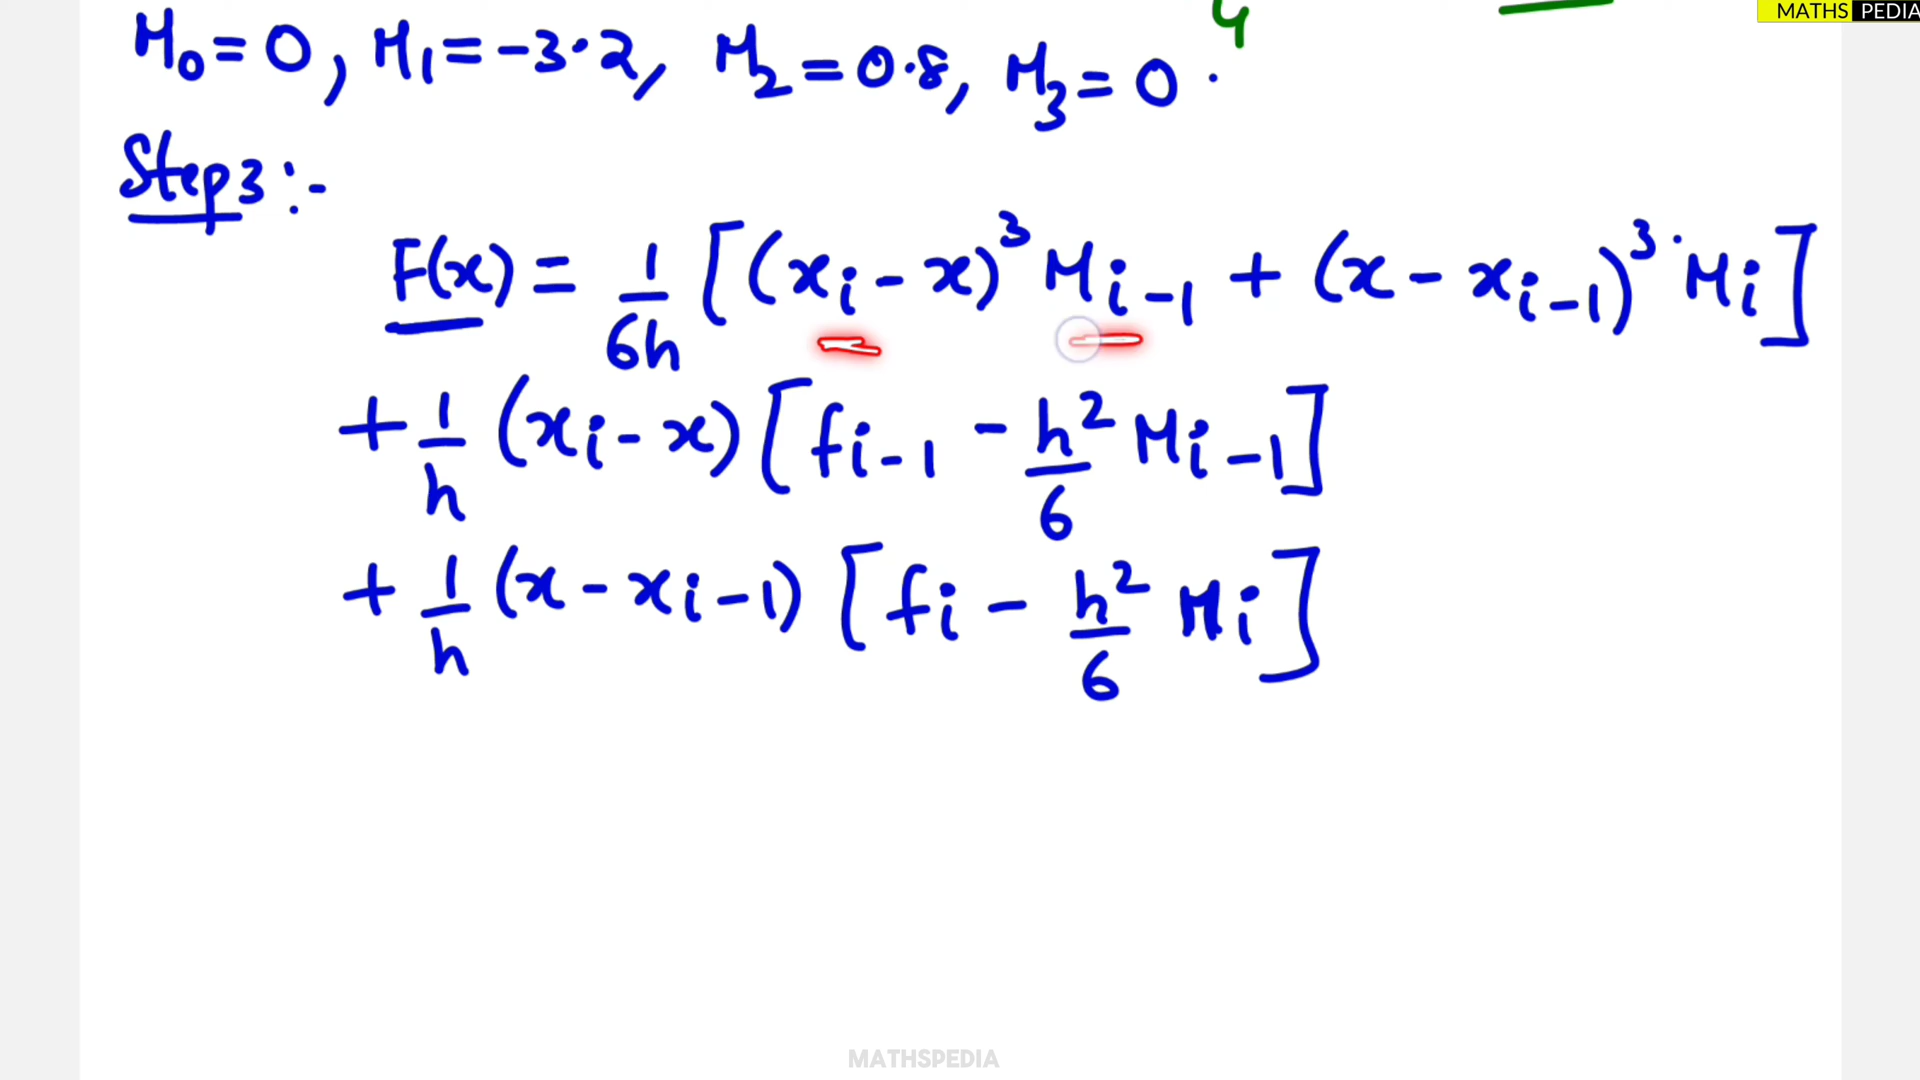 4
MATHS PEDIA
M₀ = 0, M₁ = -3.2, M₂ = 0.8, M₃ = 0.
Step 3 :-
F(x) = 1/6h [(xᵢ - x)³ Mᵢ₋₁ + (x - xᵢ₋₁)³ Mᵢ]
+ 1/h (xᵢ - x) [fᵢ₋₁ - h²/6 Mᵢ₋₁]
+ 1/h (x - xᵢ₋₁) [fᵢ - h²/6 Mᵢ]
MATHSPEDIA